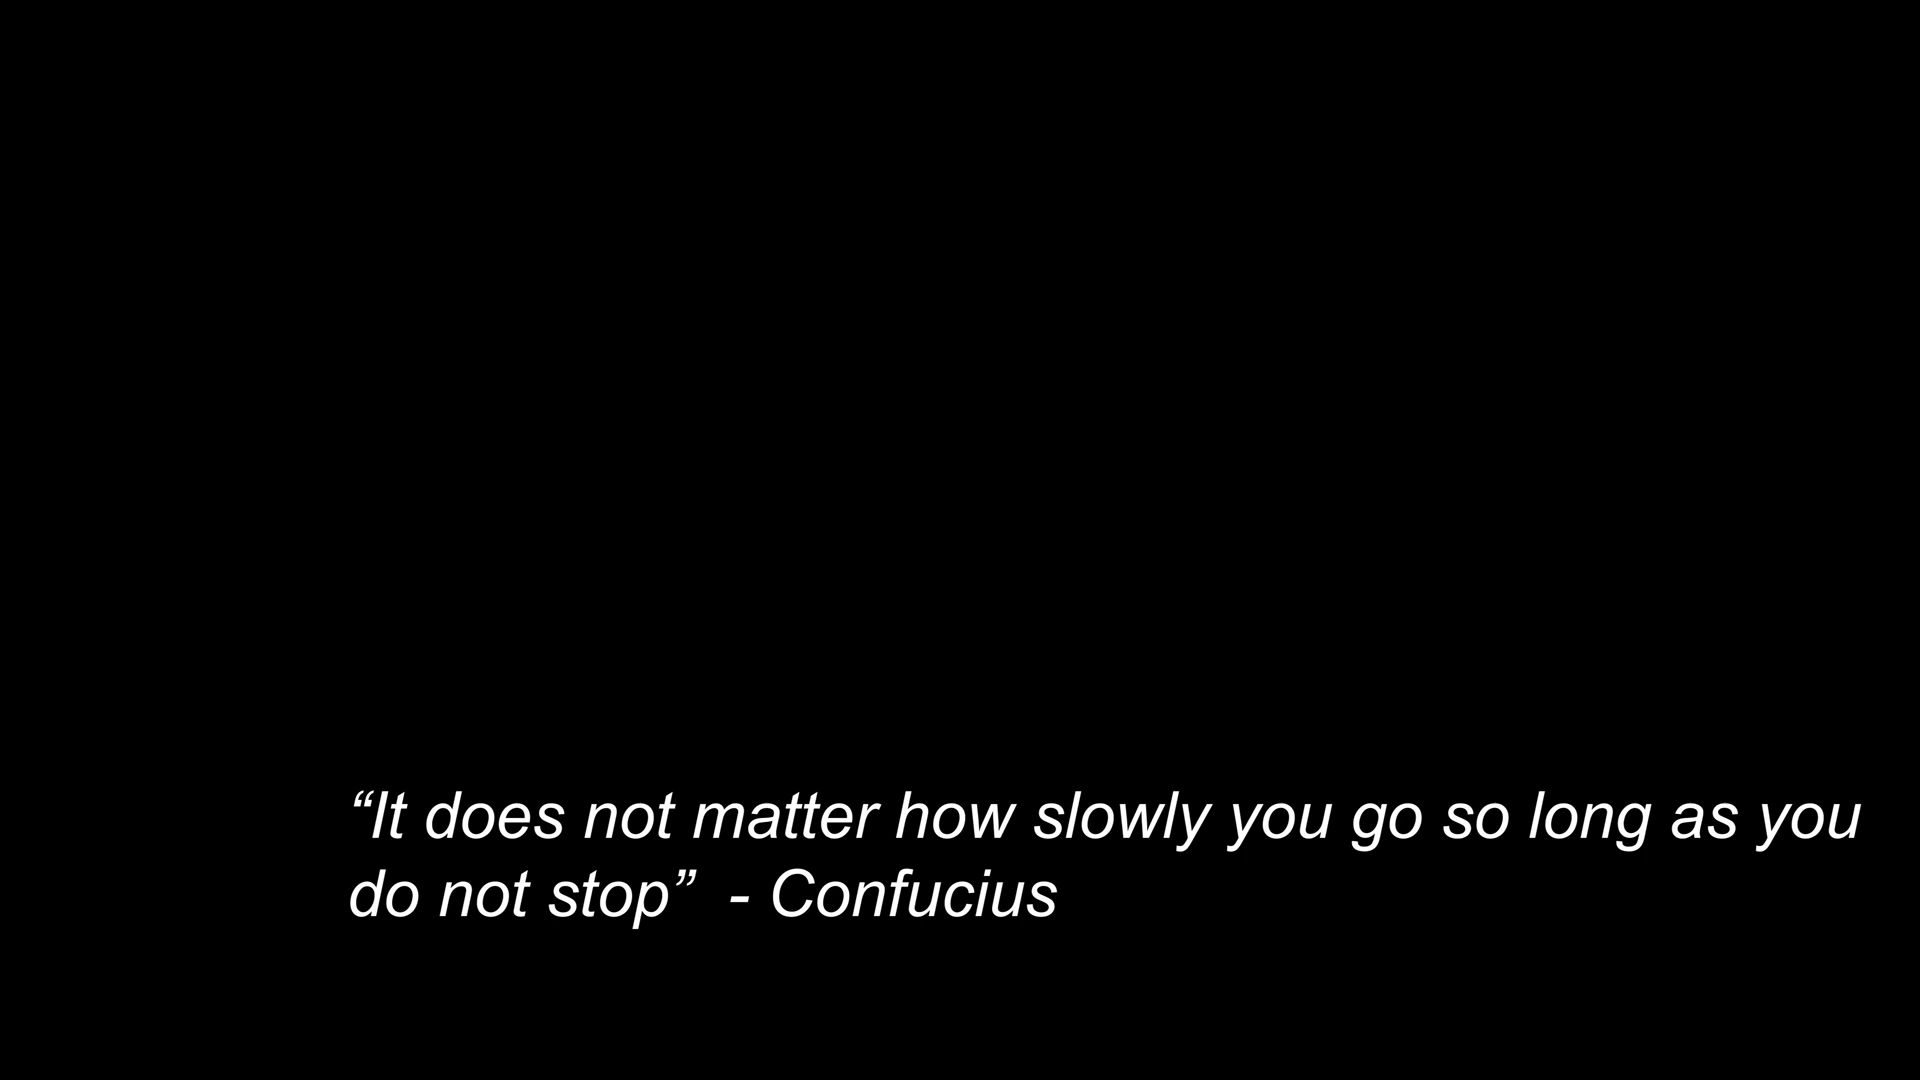 “It does not matter how slowly you go so long as you
do not stop”  - Confucius